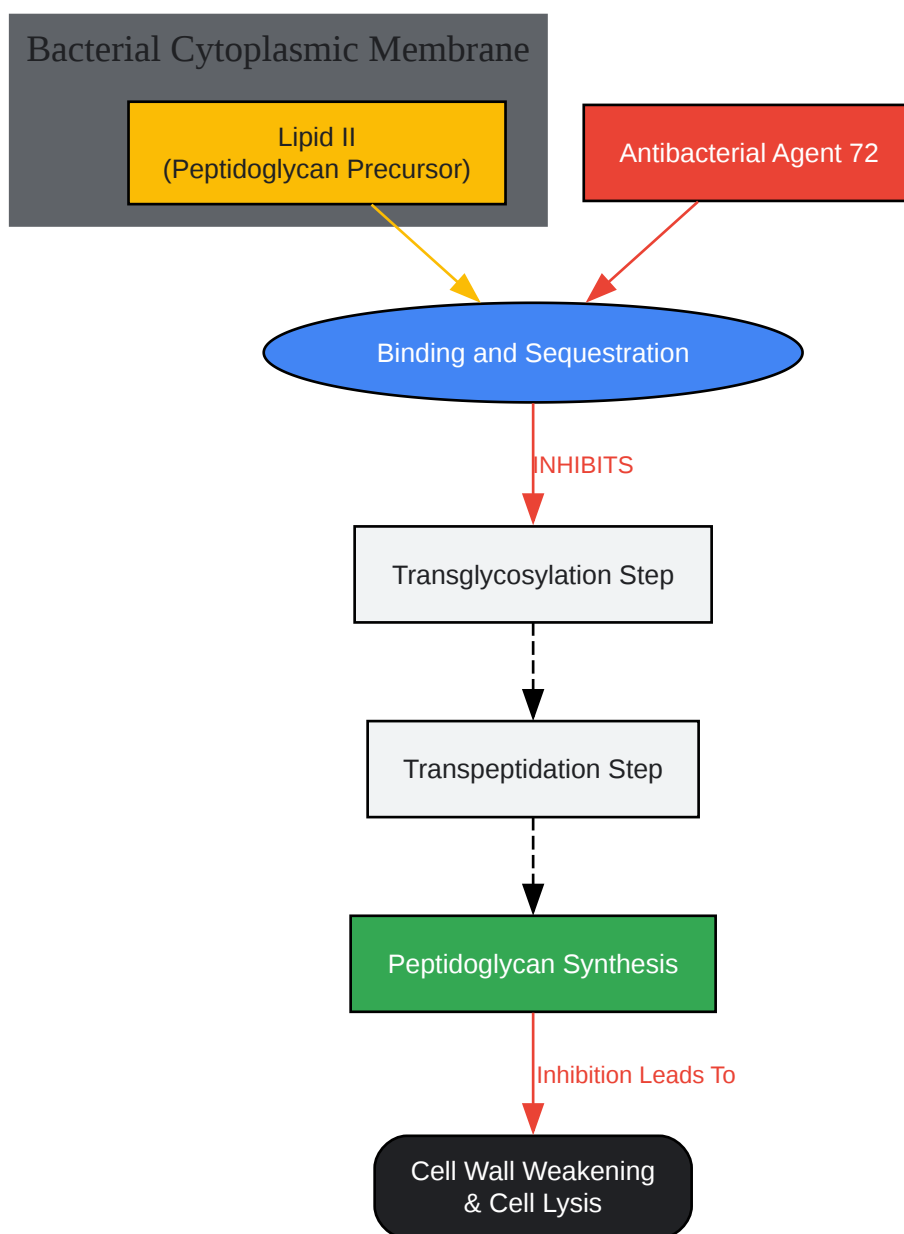 Bacterial Cytoplasmic Membrane
Lipid II
(Peptidoglycan Precursor)
Antibacterial Agent 72
Binding and Sequestration
INHIBITS
Transglycosylation Step
Transpeptidation Step
Peptidoglycan Synthesis
Inhibition Leads To
Cell Wall Weakening
& Cell Lysis